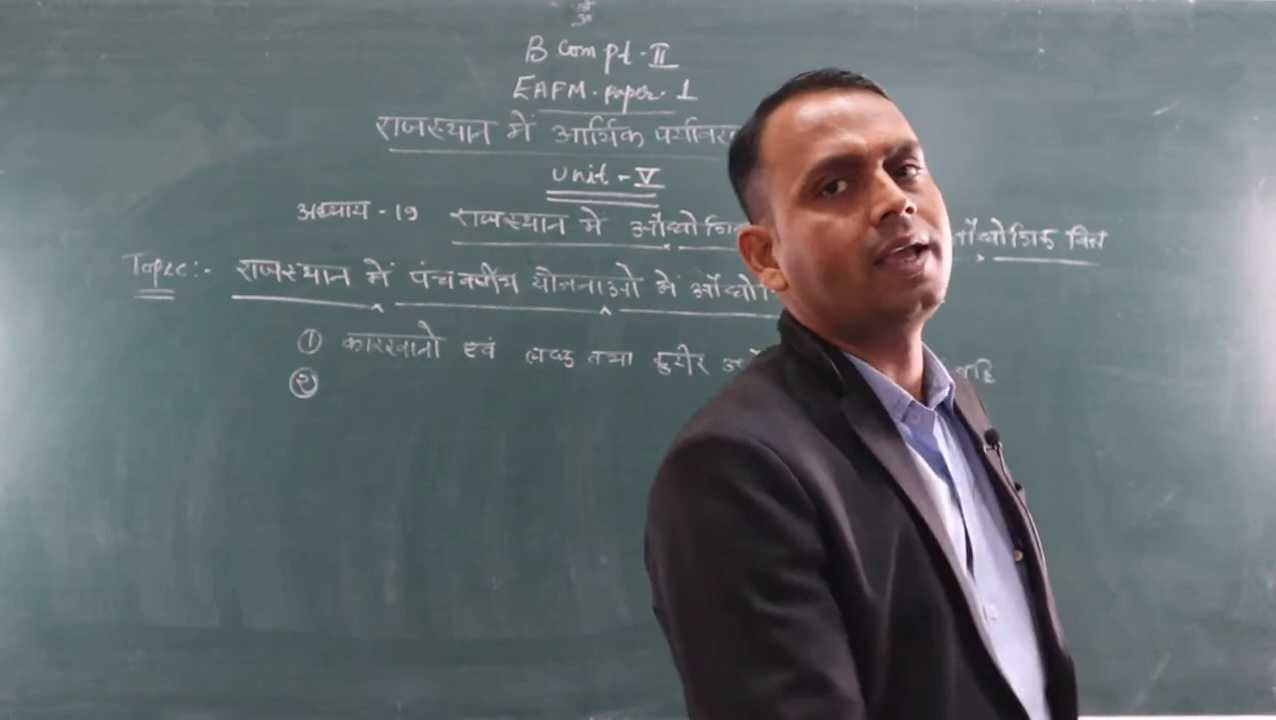 ॐ
B Com pt-II
EAFM. paper. 1
राजस्थान में आर्थिक
Unit - V
अध्याय - 19 राजस्थान में औद्योगिक वित्त
Topic:- राजस्थान में पंचवर्षीय योजनाओं में
① कारखानो एवं लघु तथा कुटीर
②